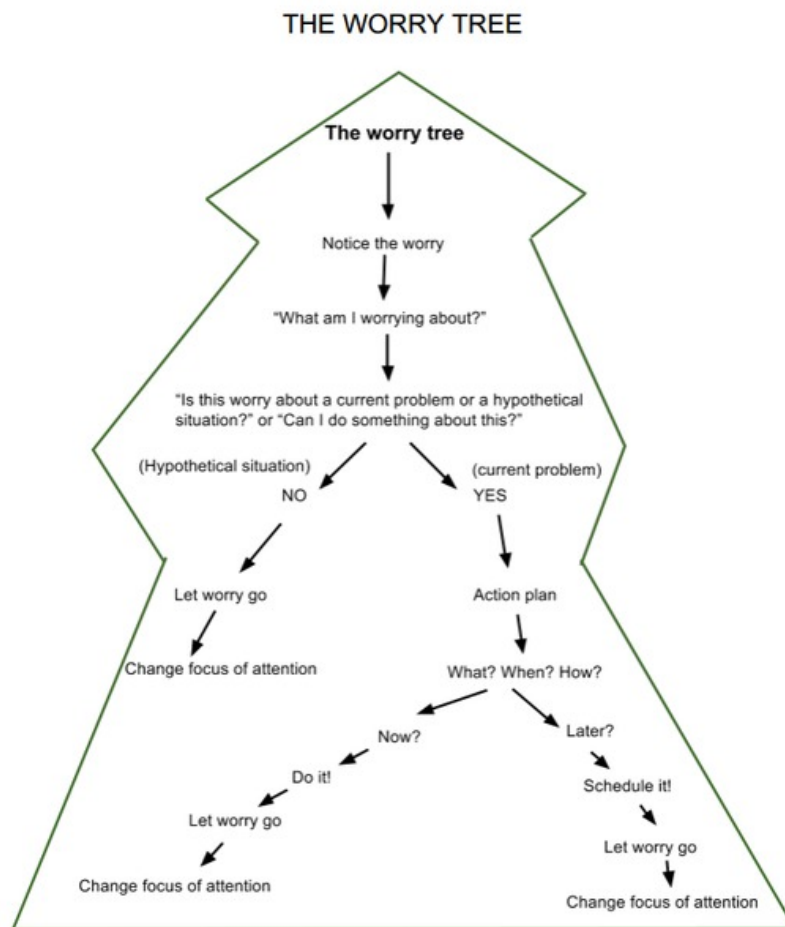 THE WORRY TREE
The worry tree
Notice the worry
“What am I worrying about?”
“Is this worry about a current problem or a hypothetical
situation?” or “Can I do something about this?”
(Hypothetical situation)
NO
(current problem)
YES
Let worry go
Change focus of attention
Action plan
What? When? How?
Now?
Do it!
Let worry go
Change focus of attention
Later?
Schedule it!
Let worry go
Change focus of attention